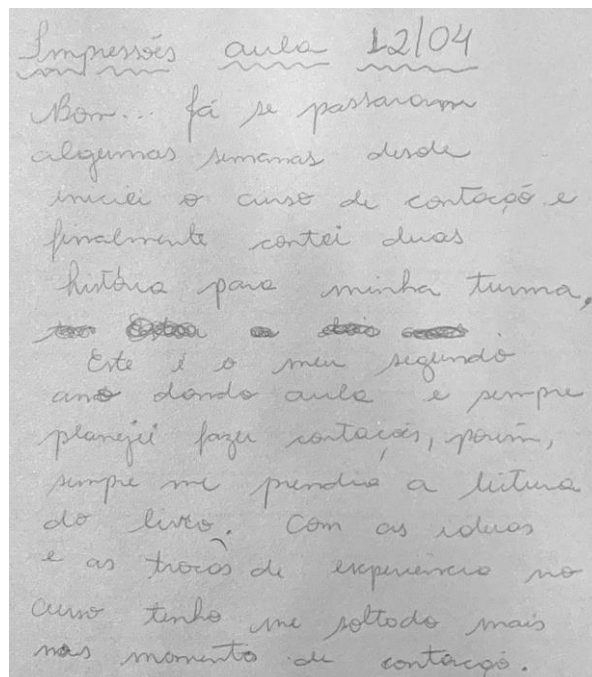 Impressões aula 12/04
Bom... já se passaram
algumas semanas desde
iniciei o curso de contação e
finalmente contei duas
história para minha turma,
Este é o meu segundo
ano dando aula e sempre
planejei fazer contações, porém,
sempre me prendia a leitura
do livro. Com as ideias
e as trocas de experiência no
curso tenho me soltado mais
nas momento de contação.